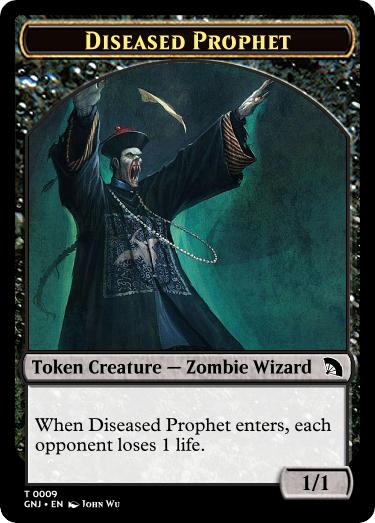 Diseased Prophet
Token Creature — Zombie Wizard
When Diseased Prophet enters, each
opponent loses 1 life.
1/1
T 0009
GNJ • EN John Wu